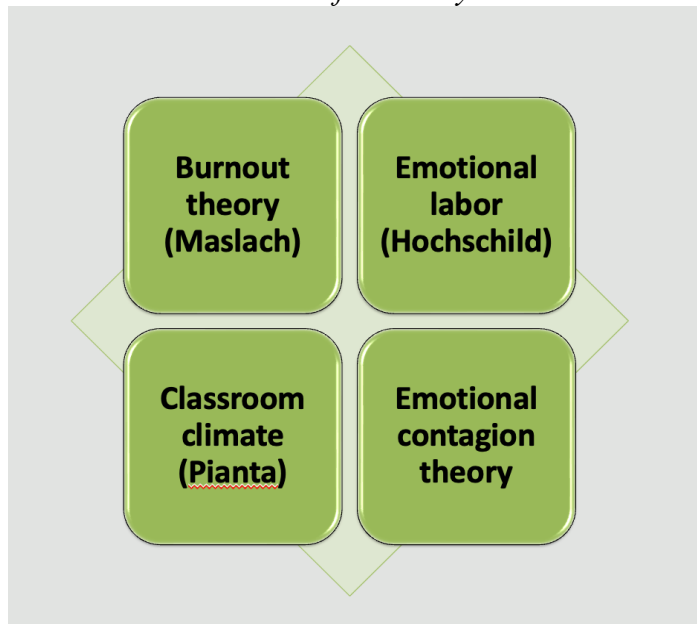 Burnout
theory
(Maslach)
Emotional
labor
(Hochschild)
Classroom
climate
(Pianta)
Emotional
contagion
theory